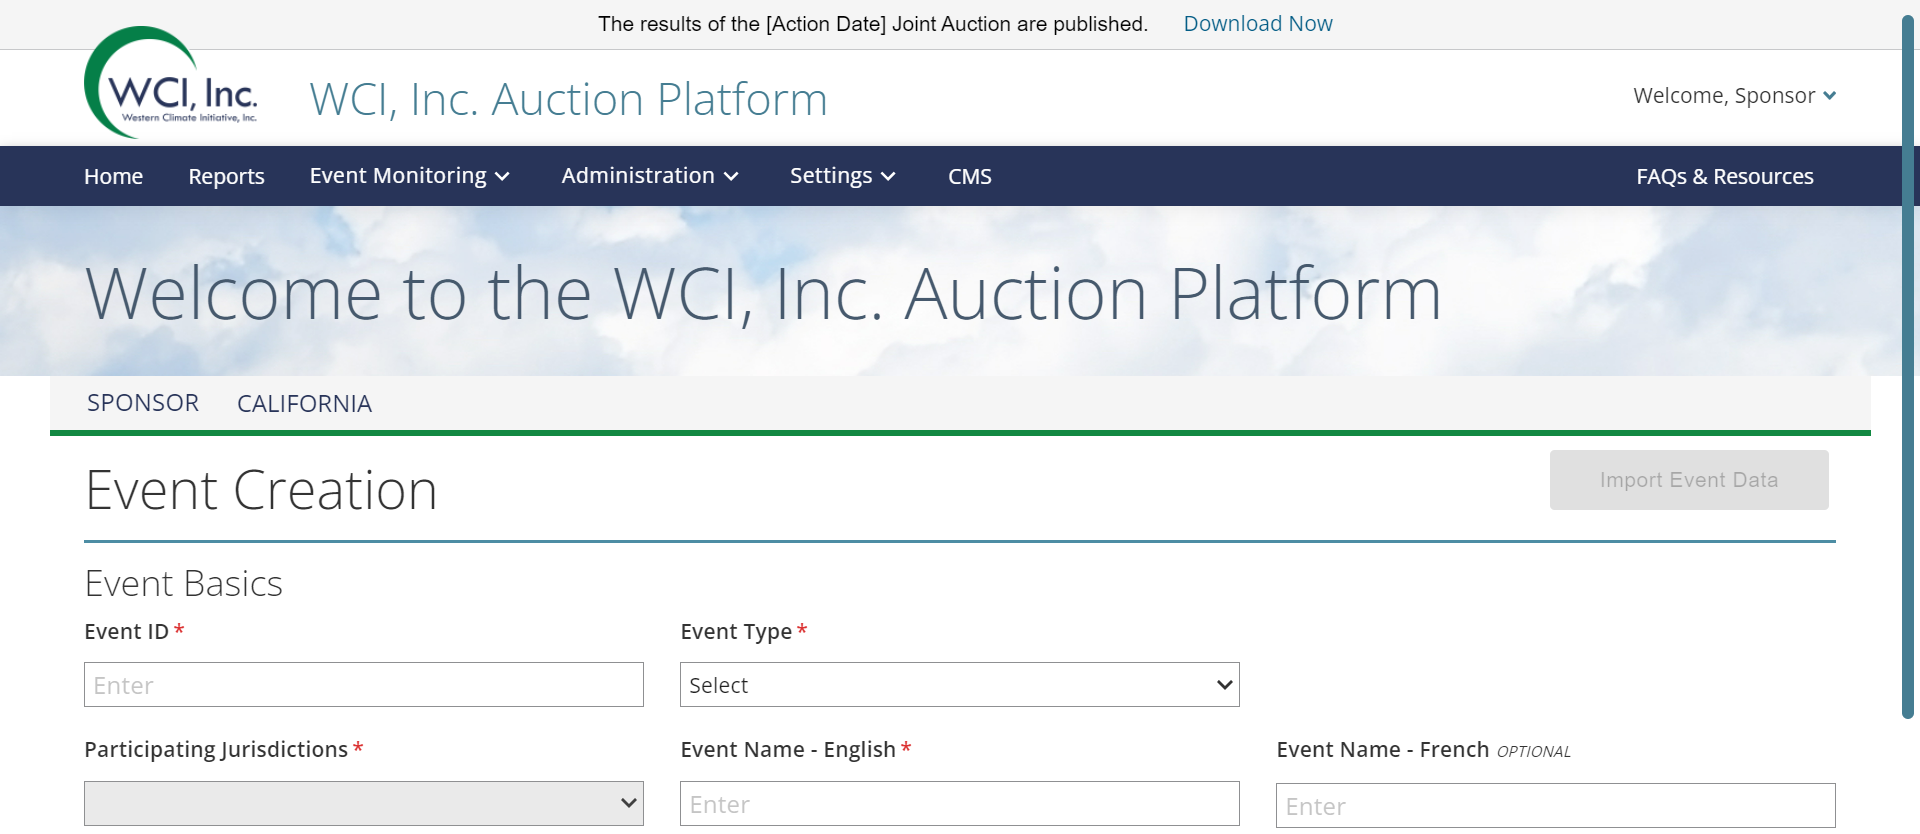 The results of the [Action Date] Joint Auction are published. Download Now
WCI, Inc.
Western Climate Initiative, Inc.
WCI, Inc. Auction Platform
Welcome, Sponsor
Home Reports Event Monitoring Administration Settings CMS FAQs & Resources
Welcome to the WCI, Inc. Auction Platform
SPONSOR CALIFORNIA
Event Creation
Import Event Data
Event Basics
Event ID * Event Type *
Enter Select
Participating Jurisdictions * Event Name - English * Event Name - French OPTIONAL
Enter Enter